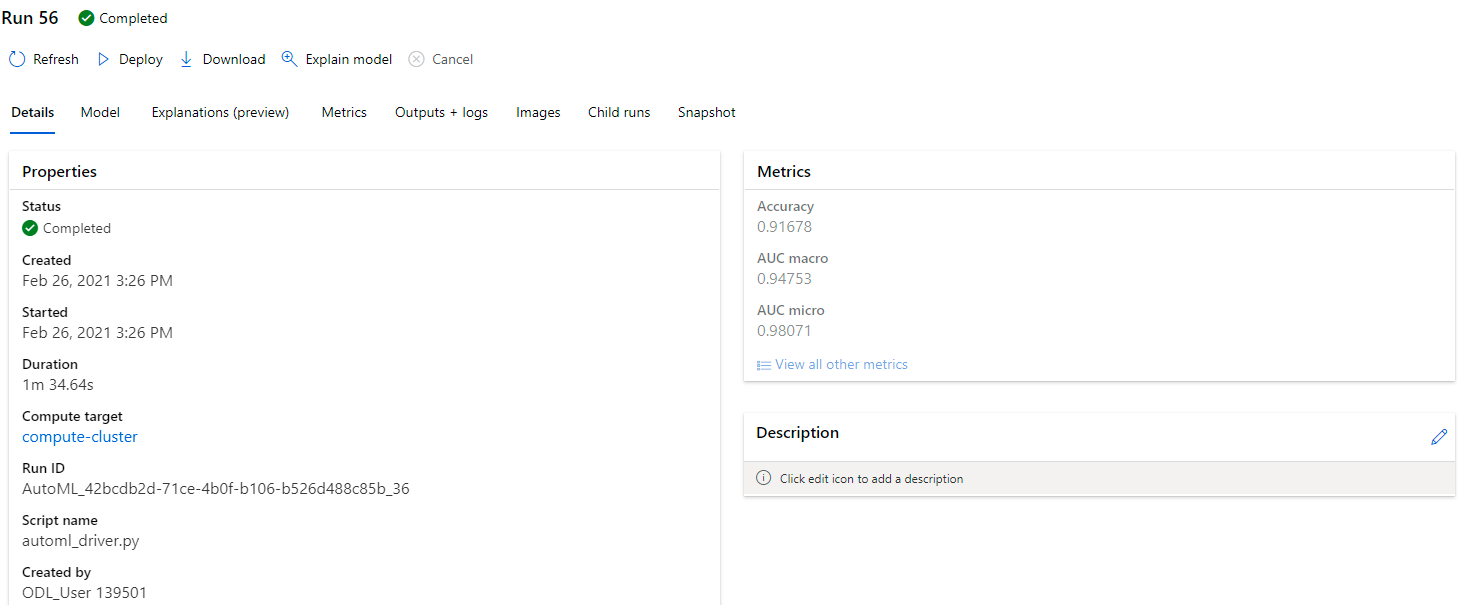 Run 56 Completed
Refresh Deploy Download Explain model Cancel
Details Model Explanations (preview) Metrics Outputs + logs Images Child runs Snapshot
Properties
Status
Completed
Created
Feb 26, 2021 3:26 PM
Started
Feb 26, 2021 3:26 PM
Duration
1m 34.64s
Compute target
compute-cluster
Run ID
AutoML_42bcdb2d-71ce-4b0f-b106-b526d488c85b_36
Script name
automl_driver.py
Created by
ODL_User 139501
Metrics
Accuracy
0.91678
AUC macro
0.94753
AUC micro
0.98071
View all other metrics
Description
Click edit icon to add a description